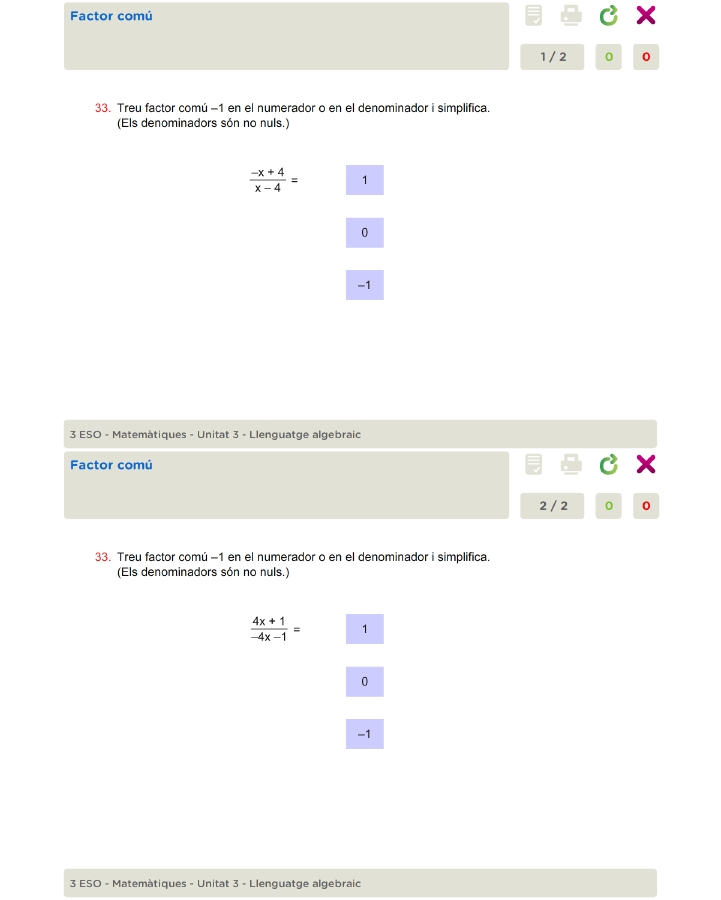 Factor comú
1 / 2
0
0
33. Treu factor comú –1 en el numerador o en el denominador i simplifica.
(Els denominadors són no nuls.)
–x + 4
x – 4
=
1
0
–1
3 ESO - Matemàtiques - Unitat 3 - Llenguatge algebraic
Factor comú
2 / 2
0
0
33. Treu factor comú –1 en el numerador o en el denominador i simplifica.
(Els denominadors són no nuls.)
4x + 1
–4x –1
=
1
0
–1
3 ESO - Matemàtiques - Unitat 3 - Llenguatge algebraic